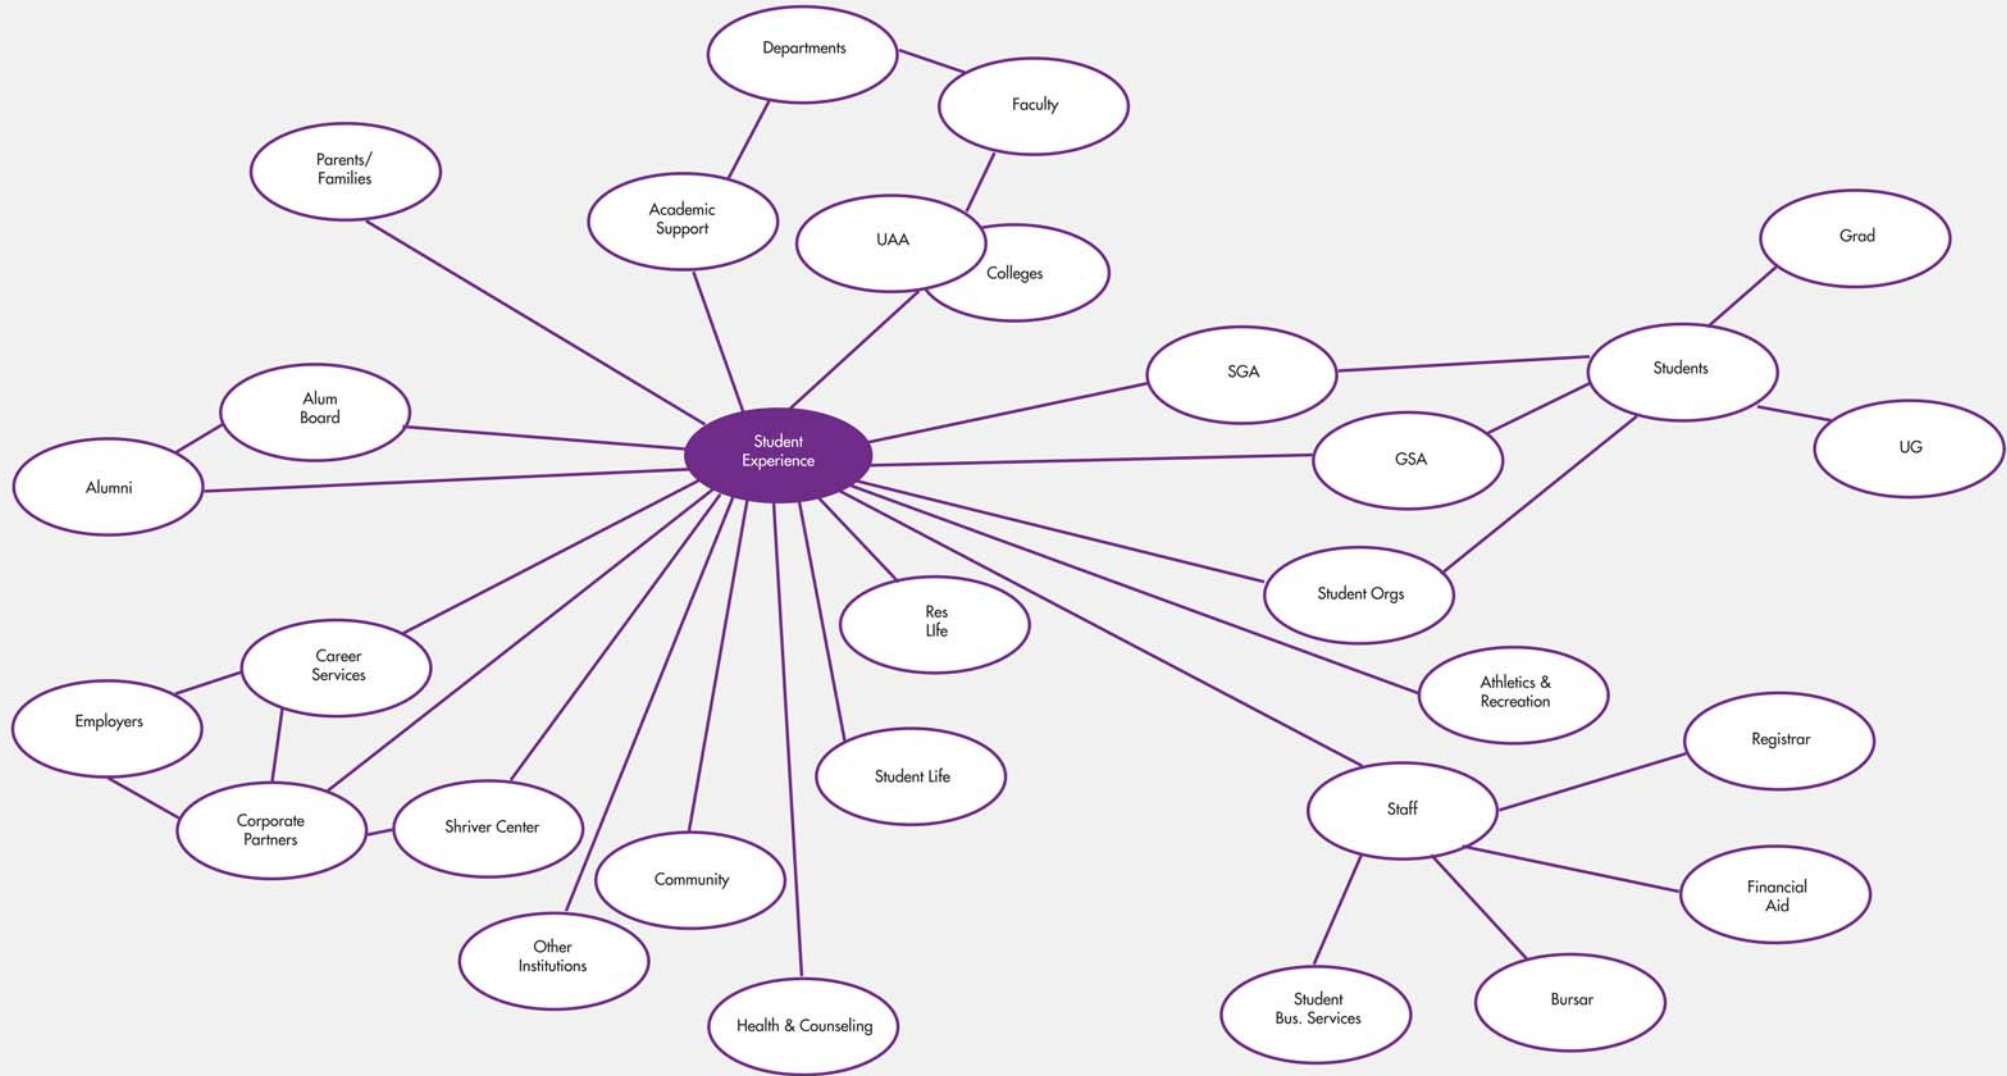 Departments
Faculty
Parents/
Families
Academic
Support
UAA
Colleges
Grad
Students
UG
SGA
GSA
Alum
Board
Alumni
Student
Experience
Student Orgs
Res
LIfe
Career
Services
Employers
Athletics &
Recreation
Registrar
Student Life
Staff
Corporate
Partners
Shriver Center
Community
Financial
Aid
Other
Institutions
Health & Counseling
Student
Bus. Services
Bursar